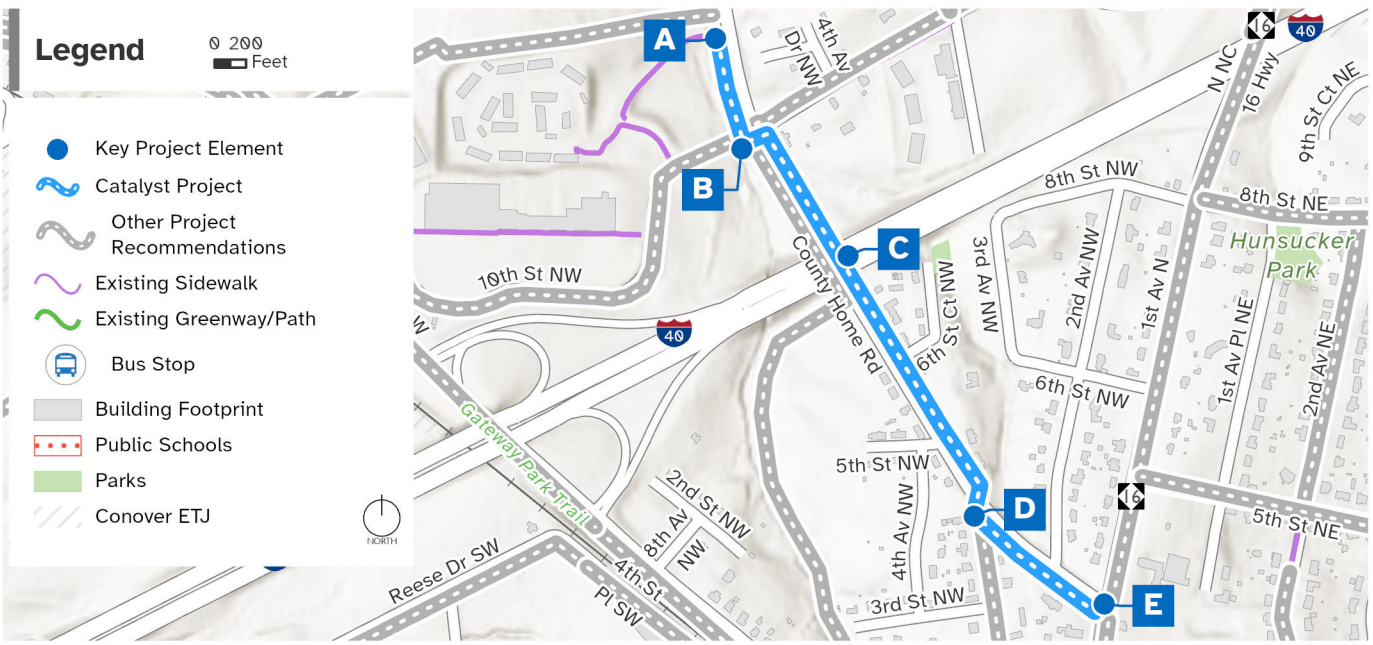 Legend
0 200
Feet
Key Project Element
Catalyst Project
Other Project
Recommendations
Existing Sidewalk
Existing Greenway/Path
Bus Stop
Building Footprint
Public Schools
Parks
Conover ETJ
NORTH
A
B
C
D
E
Dr NW
4th Av
N NC
16 Hwy
16
40
9th St Ct NE
8th St NW
8th St NE
Hunsucker
Park
10th St NW
W
40
County Home Rd
6th St Ct NW
3rd Av NW
2nd Av NW
1st Av N
1st Av Pl NE
2nd Av NE
6th St NW
Gateway Park Trail
5th St NW
4th Av NW
16
5th St NE
2nd St NW
8th Av
NW
Reese Dr SW
4th St
Pl SW
3rd St NW